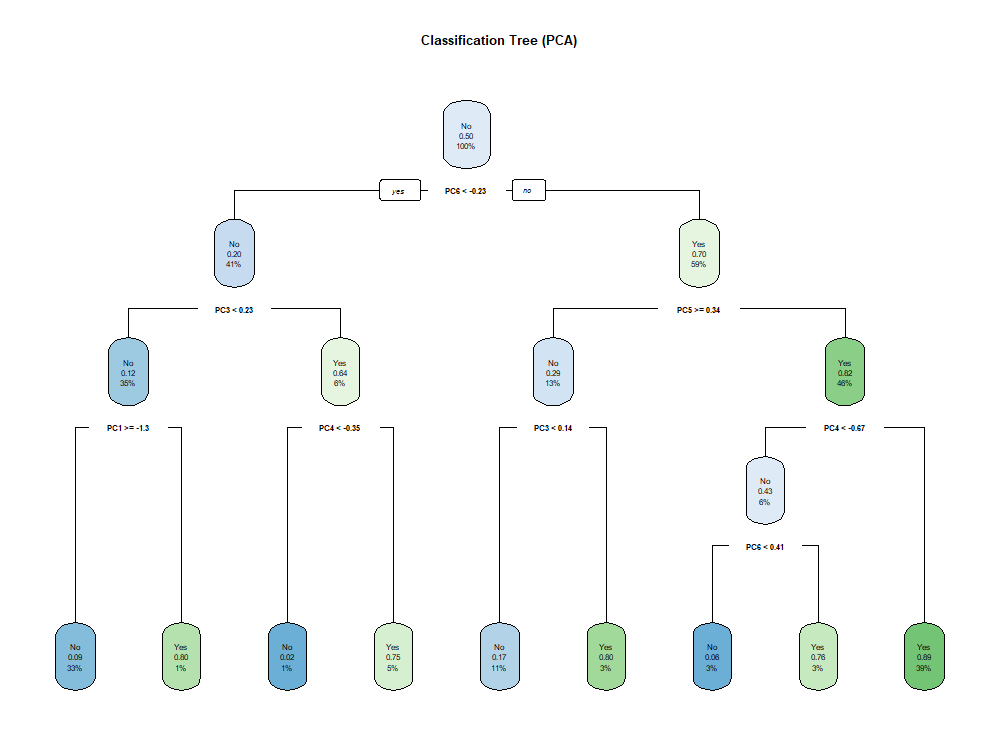 Classification Tree (PCA)
No
0.50
100%
yes
PC6 < -0.23
no
No
0.20
41%
Yes
0.70
59%
PC3 < 0.23
PC5 >= 0.34
No
0.12
35%
Yes
0.64
6%
No
0.29
13%
Yes
0.82
46%
PC1 >= -1.3
PC4 < -0.35
PC3 < 0.14
PC4 < -0.67
No
0.43
6%
PC6 < 0.41
No
0.09
33%
Yes
0.80
1%
No
0.02
1%
Yes
0.75
5%
No
0.17
11%
Yes
0.80
3%
No
0.06
3%
Yes
0.76
3%
Yes
0.89
39%